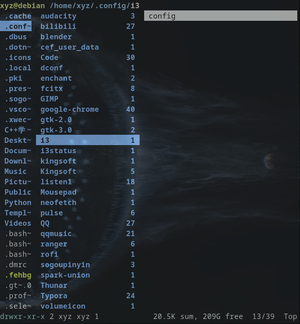 xyz@debian /home/xyz/.config/i3
.cache audacity 3 config
.conf~ bilibili 27
.dbus blender 1
.dotn~ cef_user_data 1
.icons Code 30
.local dconf 1
.pki enchant 2
.pres~ fcitx 8
.sogo~ GIMP 1
.vsco~ google-chrome 40
.xwec~ gtk-2.0 1
C++学~ gtk-3.0 2
Deskt~ i3 1
Docum~ i3status 1
Downl~ kingsoft 1
Music Kingsoft 5
Pictu~ listen1 18
Public Mousepad 1
Python neofetch 1
Templ~ pulse 6
Videos QQ 27
.bash~ qqmusic 21
.bash~ ranger 6
.bash~ rofi 1
.dmrc sogoupinyin 3
.fehbg spark-union 1
.gt~.0 Thunar 1
.prof~ Typora 24
.sele~ volumeicon 1
drwxr-xr-x 2 xyz xyz 1 20.5K sum, 209G free 13/39 Top